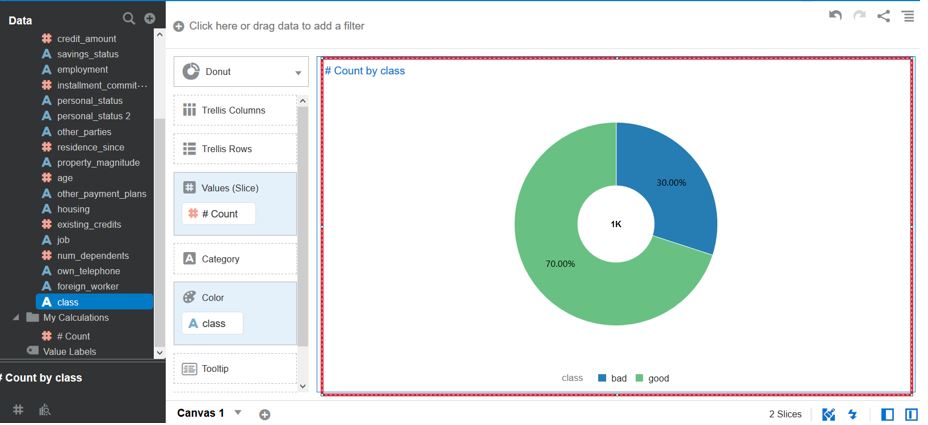 Data
credit_amount
savings_status
employment
installment_commit···
personal_status
personal_status 2
other_parties
residence_since
property_magnitude
age
other_payment_plans
housing
existing_credits
job
num_dependents
own_telephone
foreign_worker
class
My Calculations
# Count
Value Labels
# Count by class
Click here or drag data to add a filter
Donut
Trellis Columns
Trellis Rows
Values (Slice)
# Count
Category
Color
class
Tooltip
# Count by class
30.00%
1K
70.00%
class bad good
Canvas 1
2 Slices